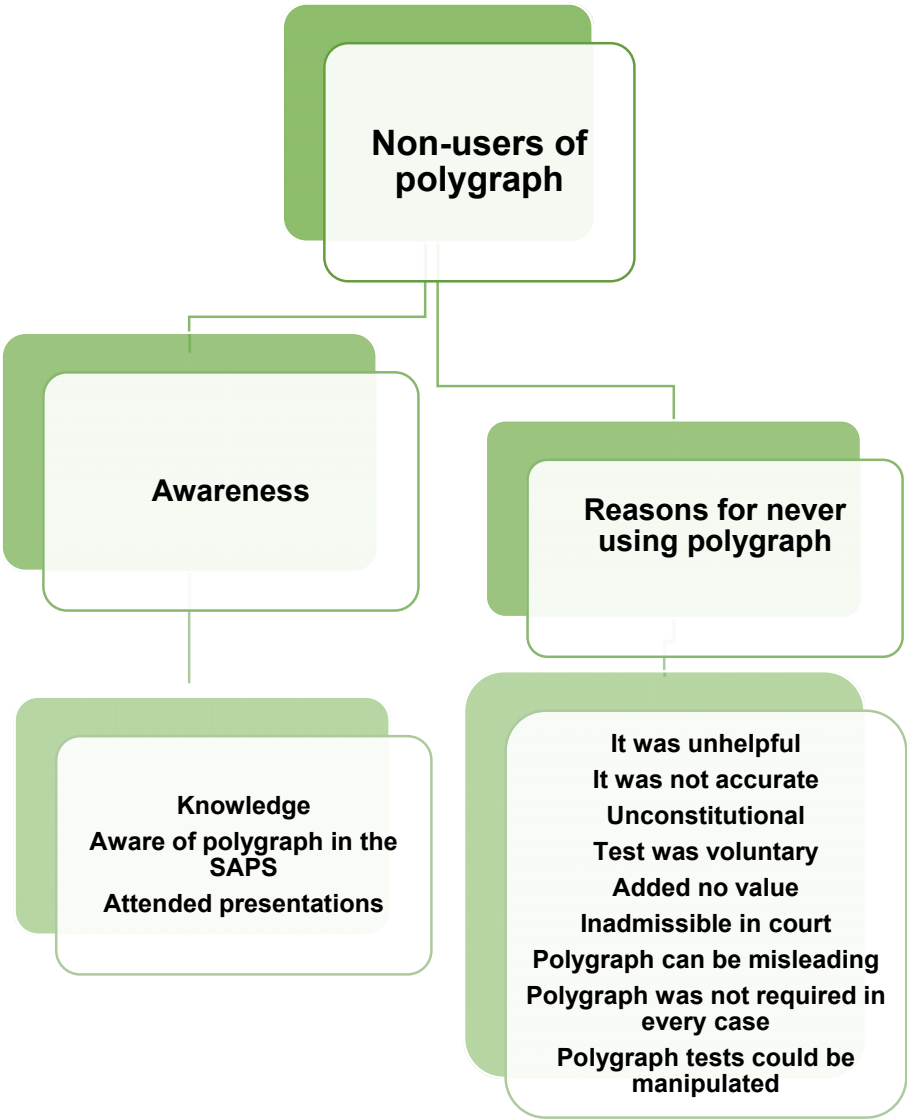 Non-users of
polygraph
Awareness
Reasons for never
using polygraph
Knowledge
Aware of polygraph in the
SAPS
Attended presentations
It was unhelpful
It was not accurate
Unconstitutional
Test was voluntary
Added no value
Inadmissible in court
Polygraph can be misleading
Polygraph was not required in
every case
Polygraph tests could be
manipulated